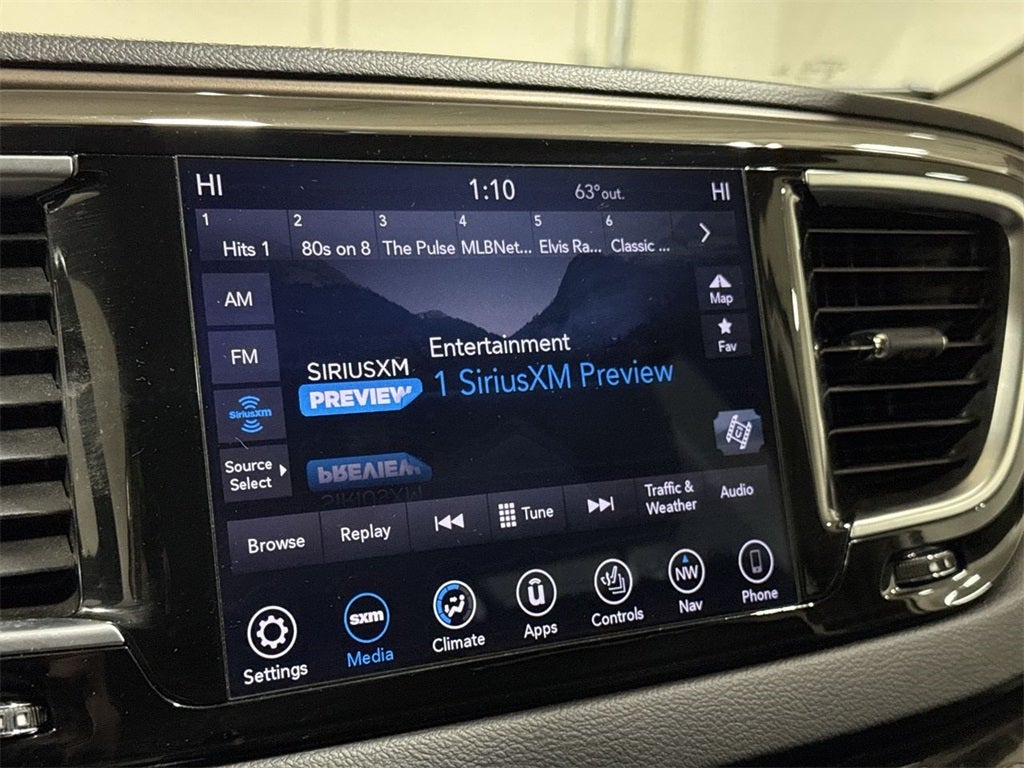 HI 1:10 63° out. HI
1 2 3 4 5 6
Hits 1 80s on 8 The Pulse MLBNet... Elvis Ra... Classic ...
AM
Map
FM
Fav
Entertainment
SIRIUSXM
PREVIEW
1 SiriusXM Preview
SiriusXm
Source
Select
PREVIEW
SIRIUSXM
Browse
Replay
Tune
Traffic &
Weather
Audio
Settings
sxm
Media
Climate
Apps
Controls
NW
Nav
Phone